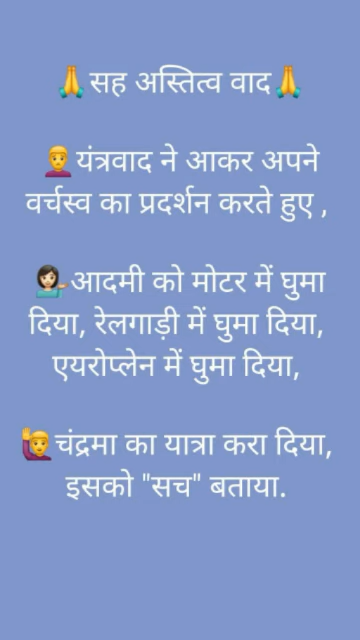 🙏सह अस्तित्व वाद🙏
👨‍🦲यंत्रवाद ने आकर अपने
वर्चस्व का प्रदर्शन करते हुए ,
💁🏻‍♀️आदमी को मोटर में घुमा
दिया, रेलगाड़ी में घुमा दिया,
एयरोप्लेन में घुमा दिया,
🙋‍♂️चंद्रमा का यात्रा करा दिया,
इसको "सच" बताया.